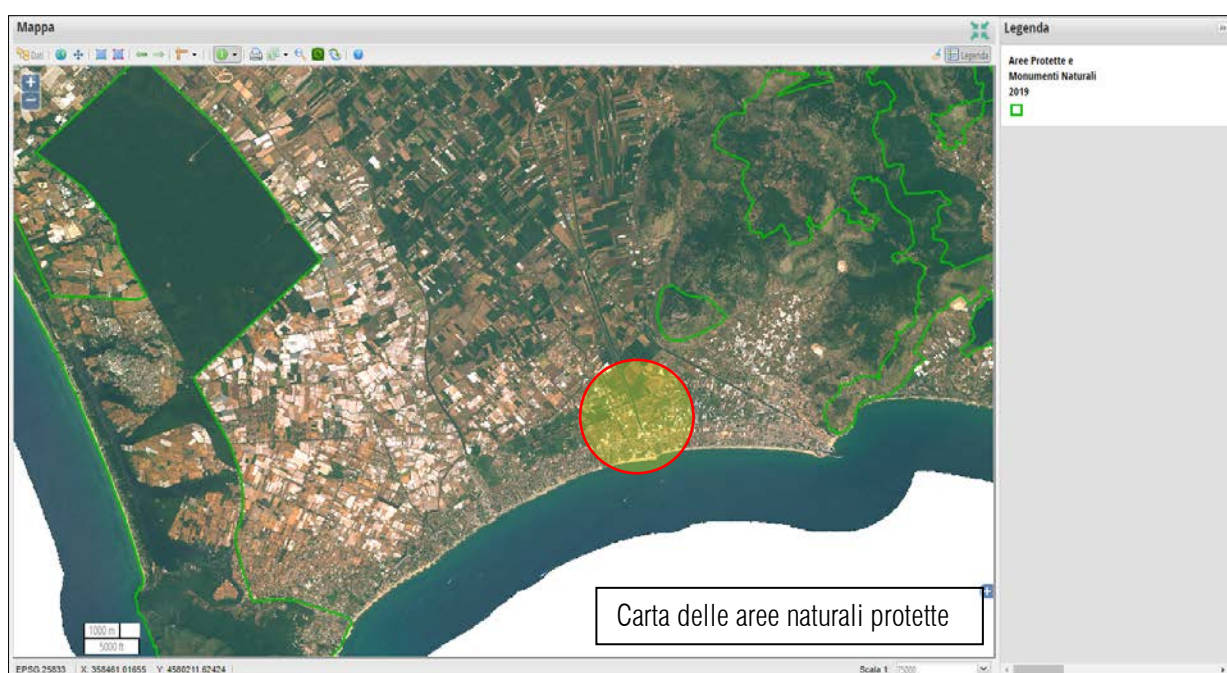 Mappa
Legenda
Dati
Legenda
Aree Protette e
Monumenti Naturali
2019
1000 m
5000 ft
Carta delle aree naturali protette
EPSG:25833 X: 358461.01655 Y: 4580211.62424 Scala 1: 75000